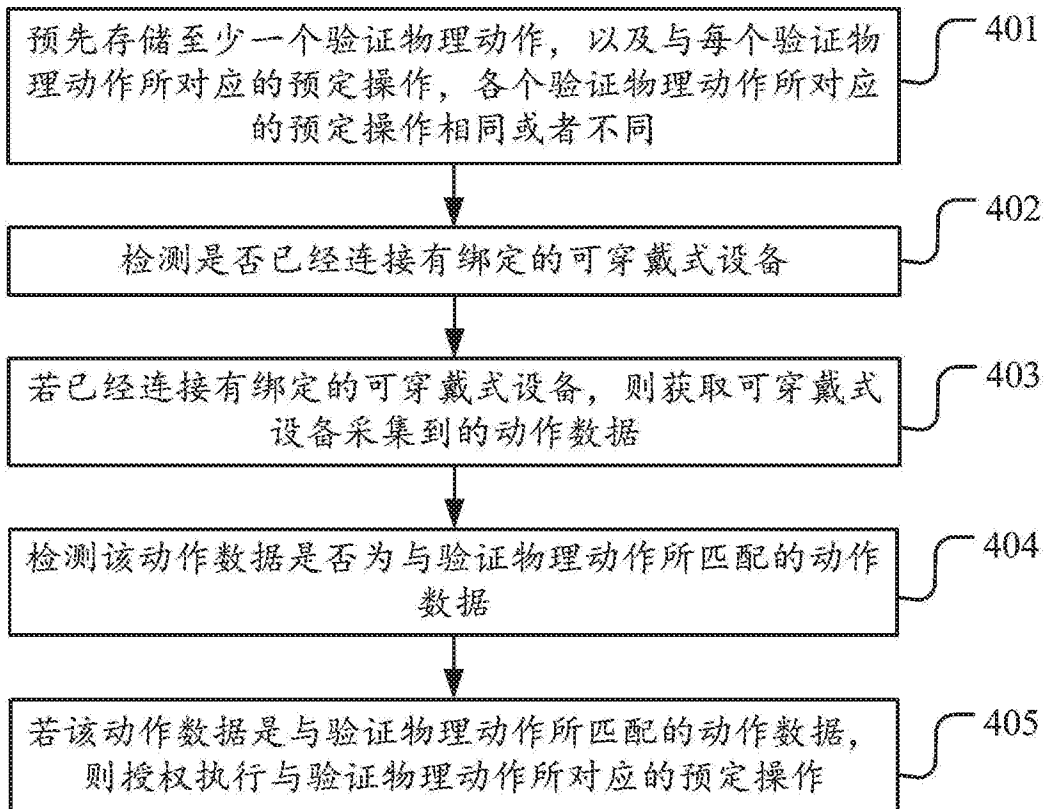 预先存储至少一个验证物理动作，以及与每个验证物
理动作所对应的预定操作，各个验证物理动作所对应
的预定操作相同或者不同
401
检测是否已经连接有绑定的可穿戴式设备
402
若已经连接有绑定的可穿戴式设备，则获取可穿戴式
设备采集到的动作数据
403
检测该动作数据是否为与验证物理动作所匹配的动作
数据
404
若该动作数据是与验证物理动作所匹配的动作数据，
则授权执行与验证物理动作所对应的预定操作
405